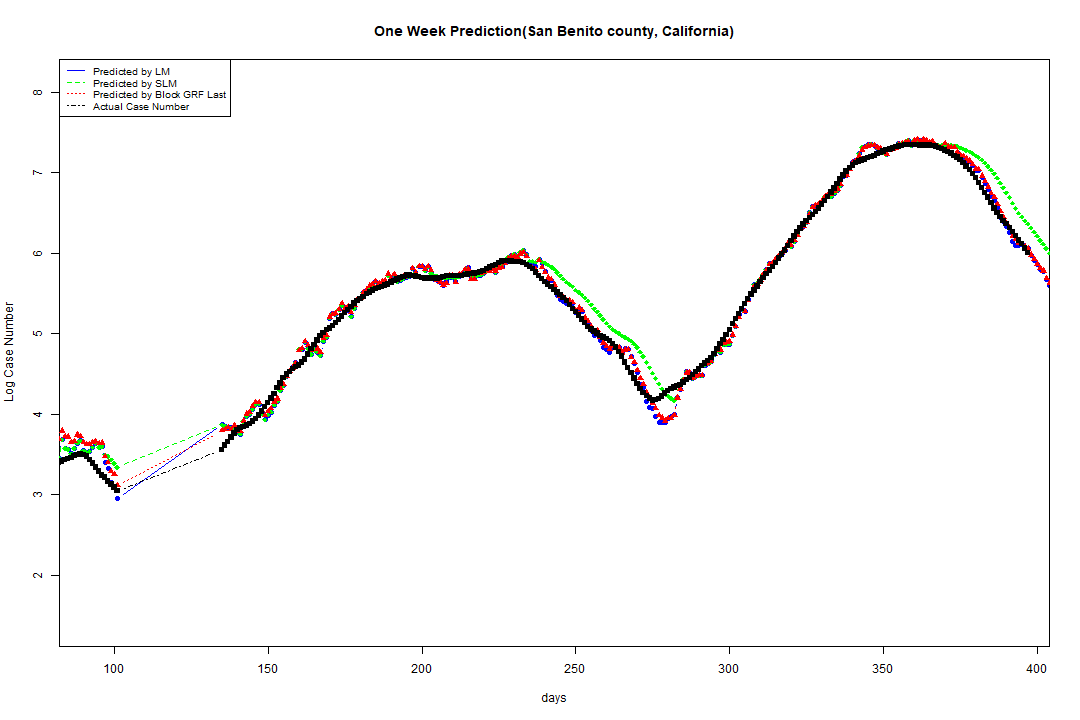 One Week Prediction(San Benito county, California)
Predicted by LM
Predicted by SLM
Predicted by Block GRF Last
Actual Case Number
Log Case Number
8
7
6
5
4
3
2
100 150 200 250 300 350 400
days